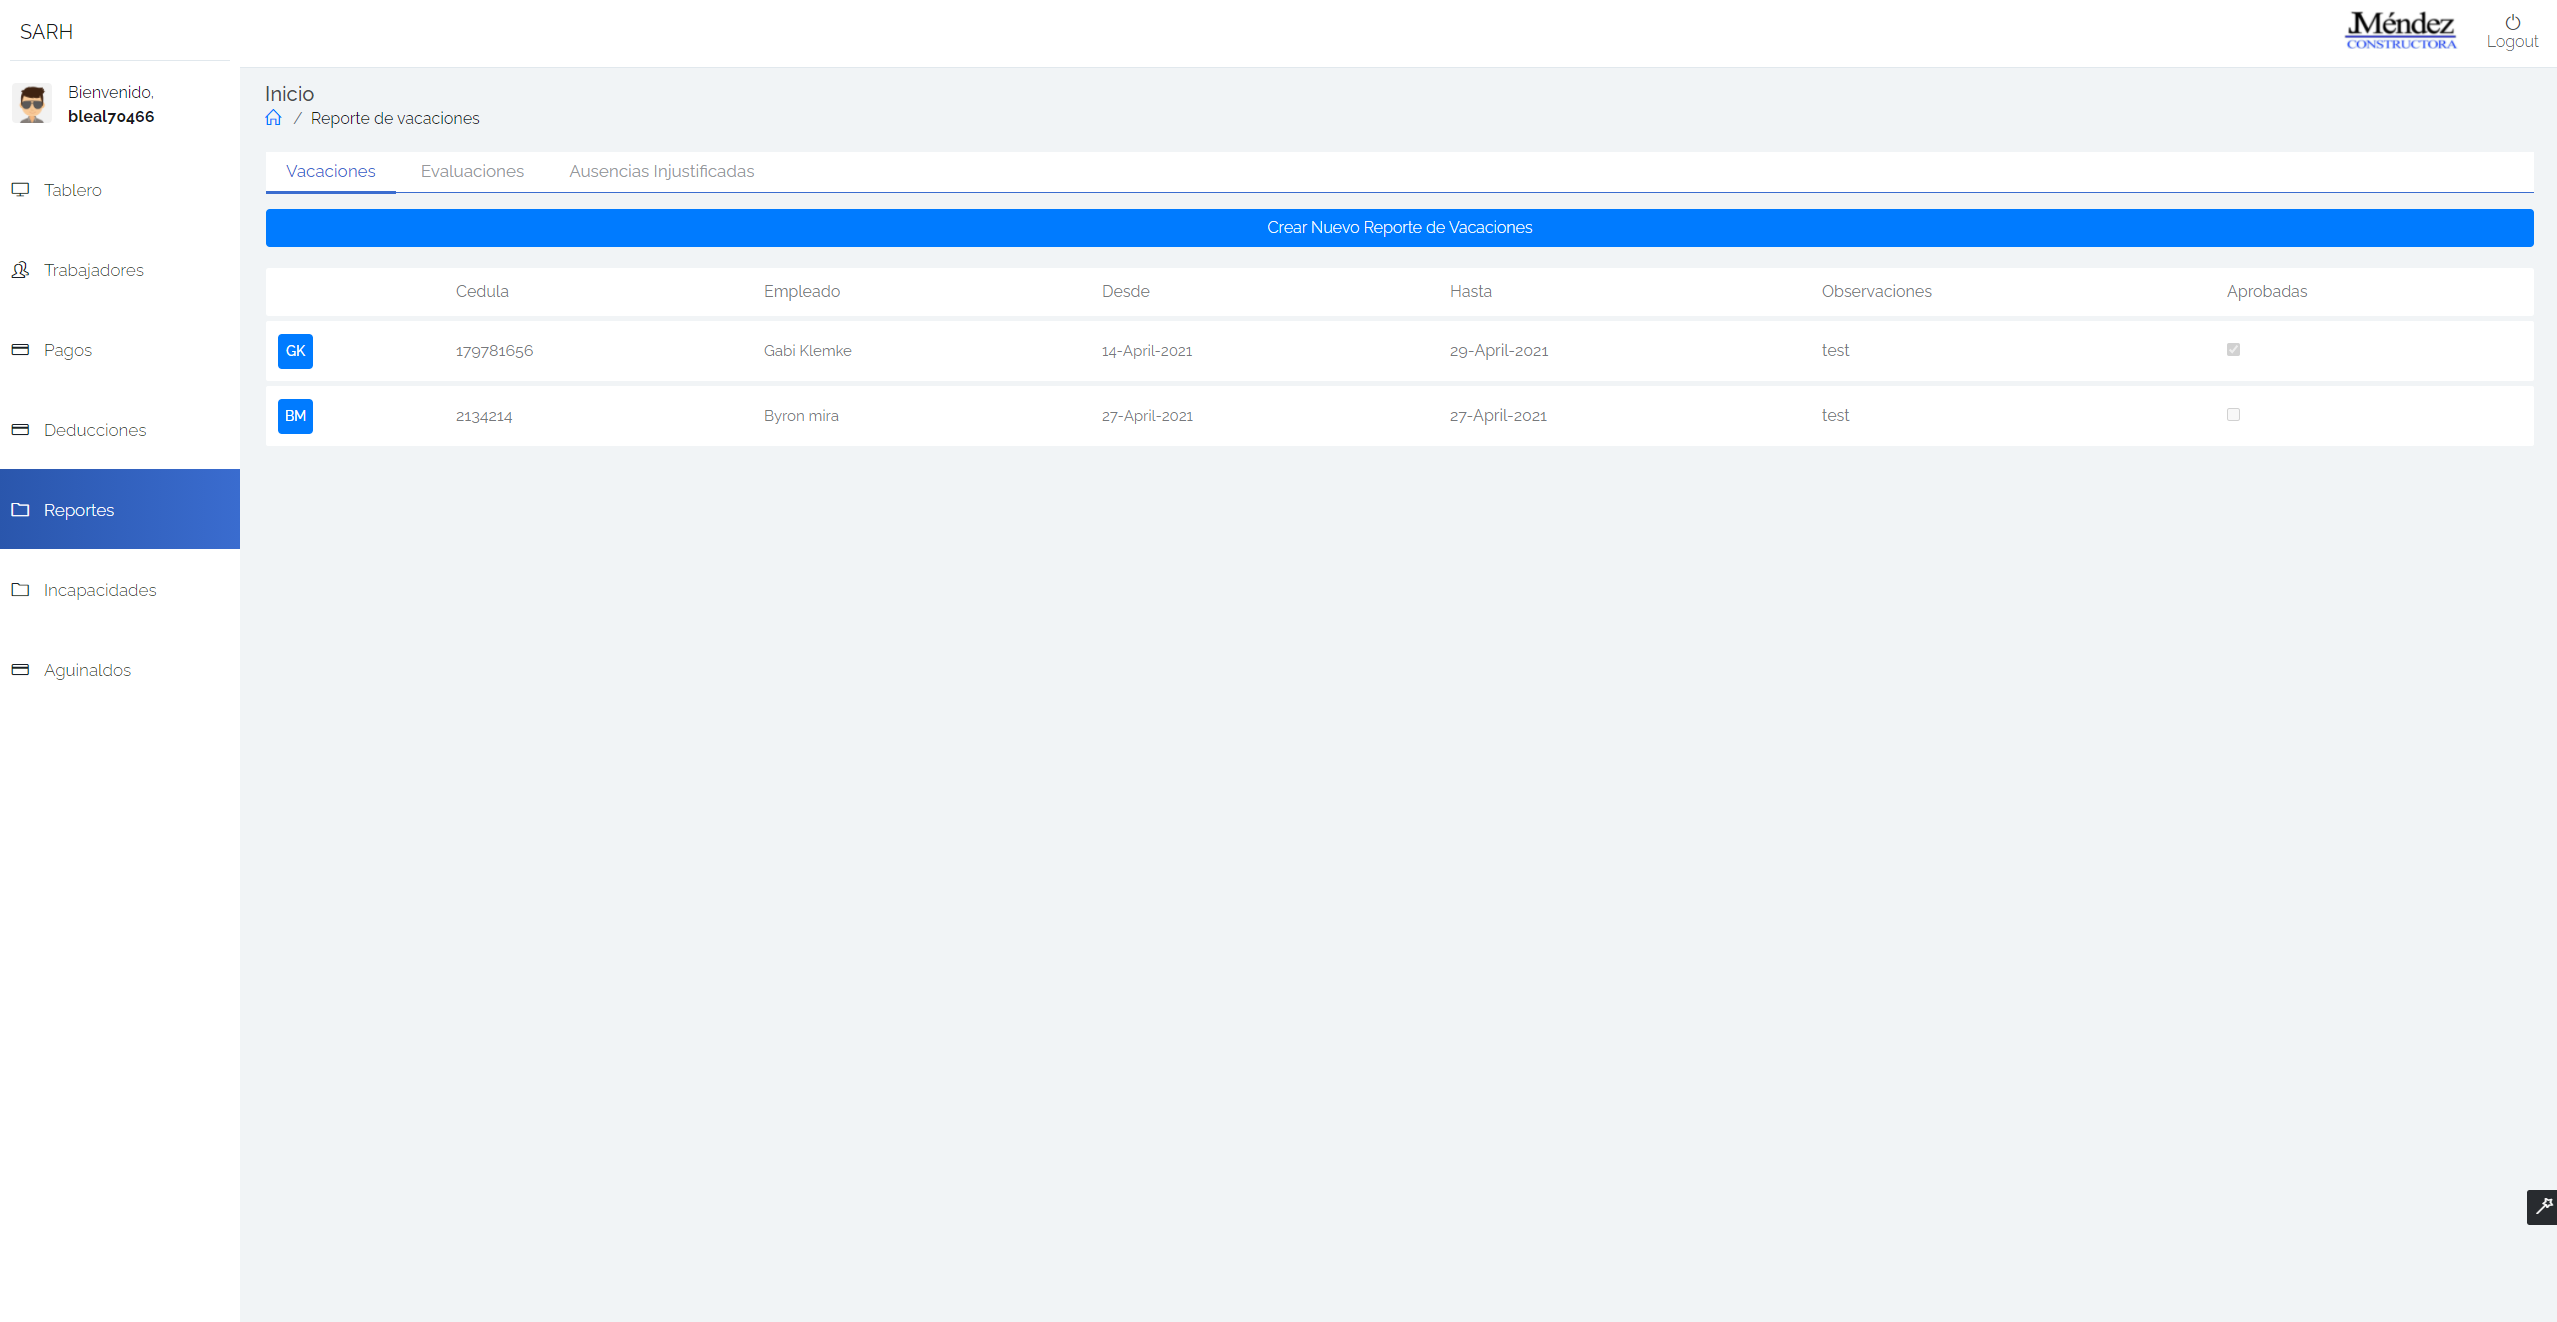 SARH
JMéndez
CONSTRUCTORA
Logout
Bienvenido,
bleal70466
Tablero
Trabajadores
Pagos
Deducciones
Reportes
Incapacidades
Aguinaldos
Inicio
/ Reporte de vacaciones
Vacaciones Evaluaciones Ausencias Injustificadas
Crear Nuevo Reporte de Vacaciones
Cedula Empleado Desde Hasta Observaciones Aprobadas
GK 179781656 Gabi Klemke 14-April-2021 29-April-2021 test
BM 2134214 Byron mira 27-April-2021 27-April-2021 test